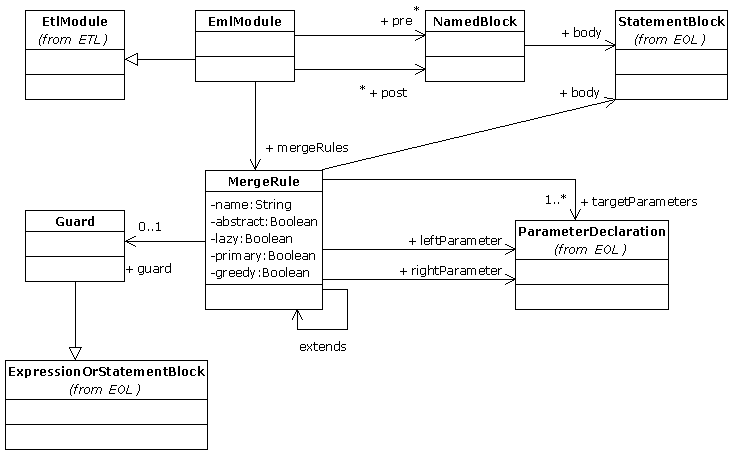 EtlModule
(from ETL)
EmlModule
+ pre
*
NamedBlock
+ body
StatementBlock
(from EOL)
* + post
+ body
+ mergeRules
MergeRule
-name:String
-abstract:Boolean
-lazy:Boolean
-primary:Boolean
-greedy:Boolean
1..*
+ targetParameters
Guard
0..1
+ guard
+ leftParameter
+ rightParameter
ParameterDeclaration
(from EOL)
extends
ExpressionOrStatementBlock
(from EOL)